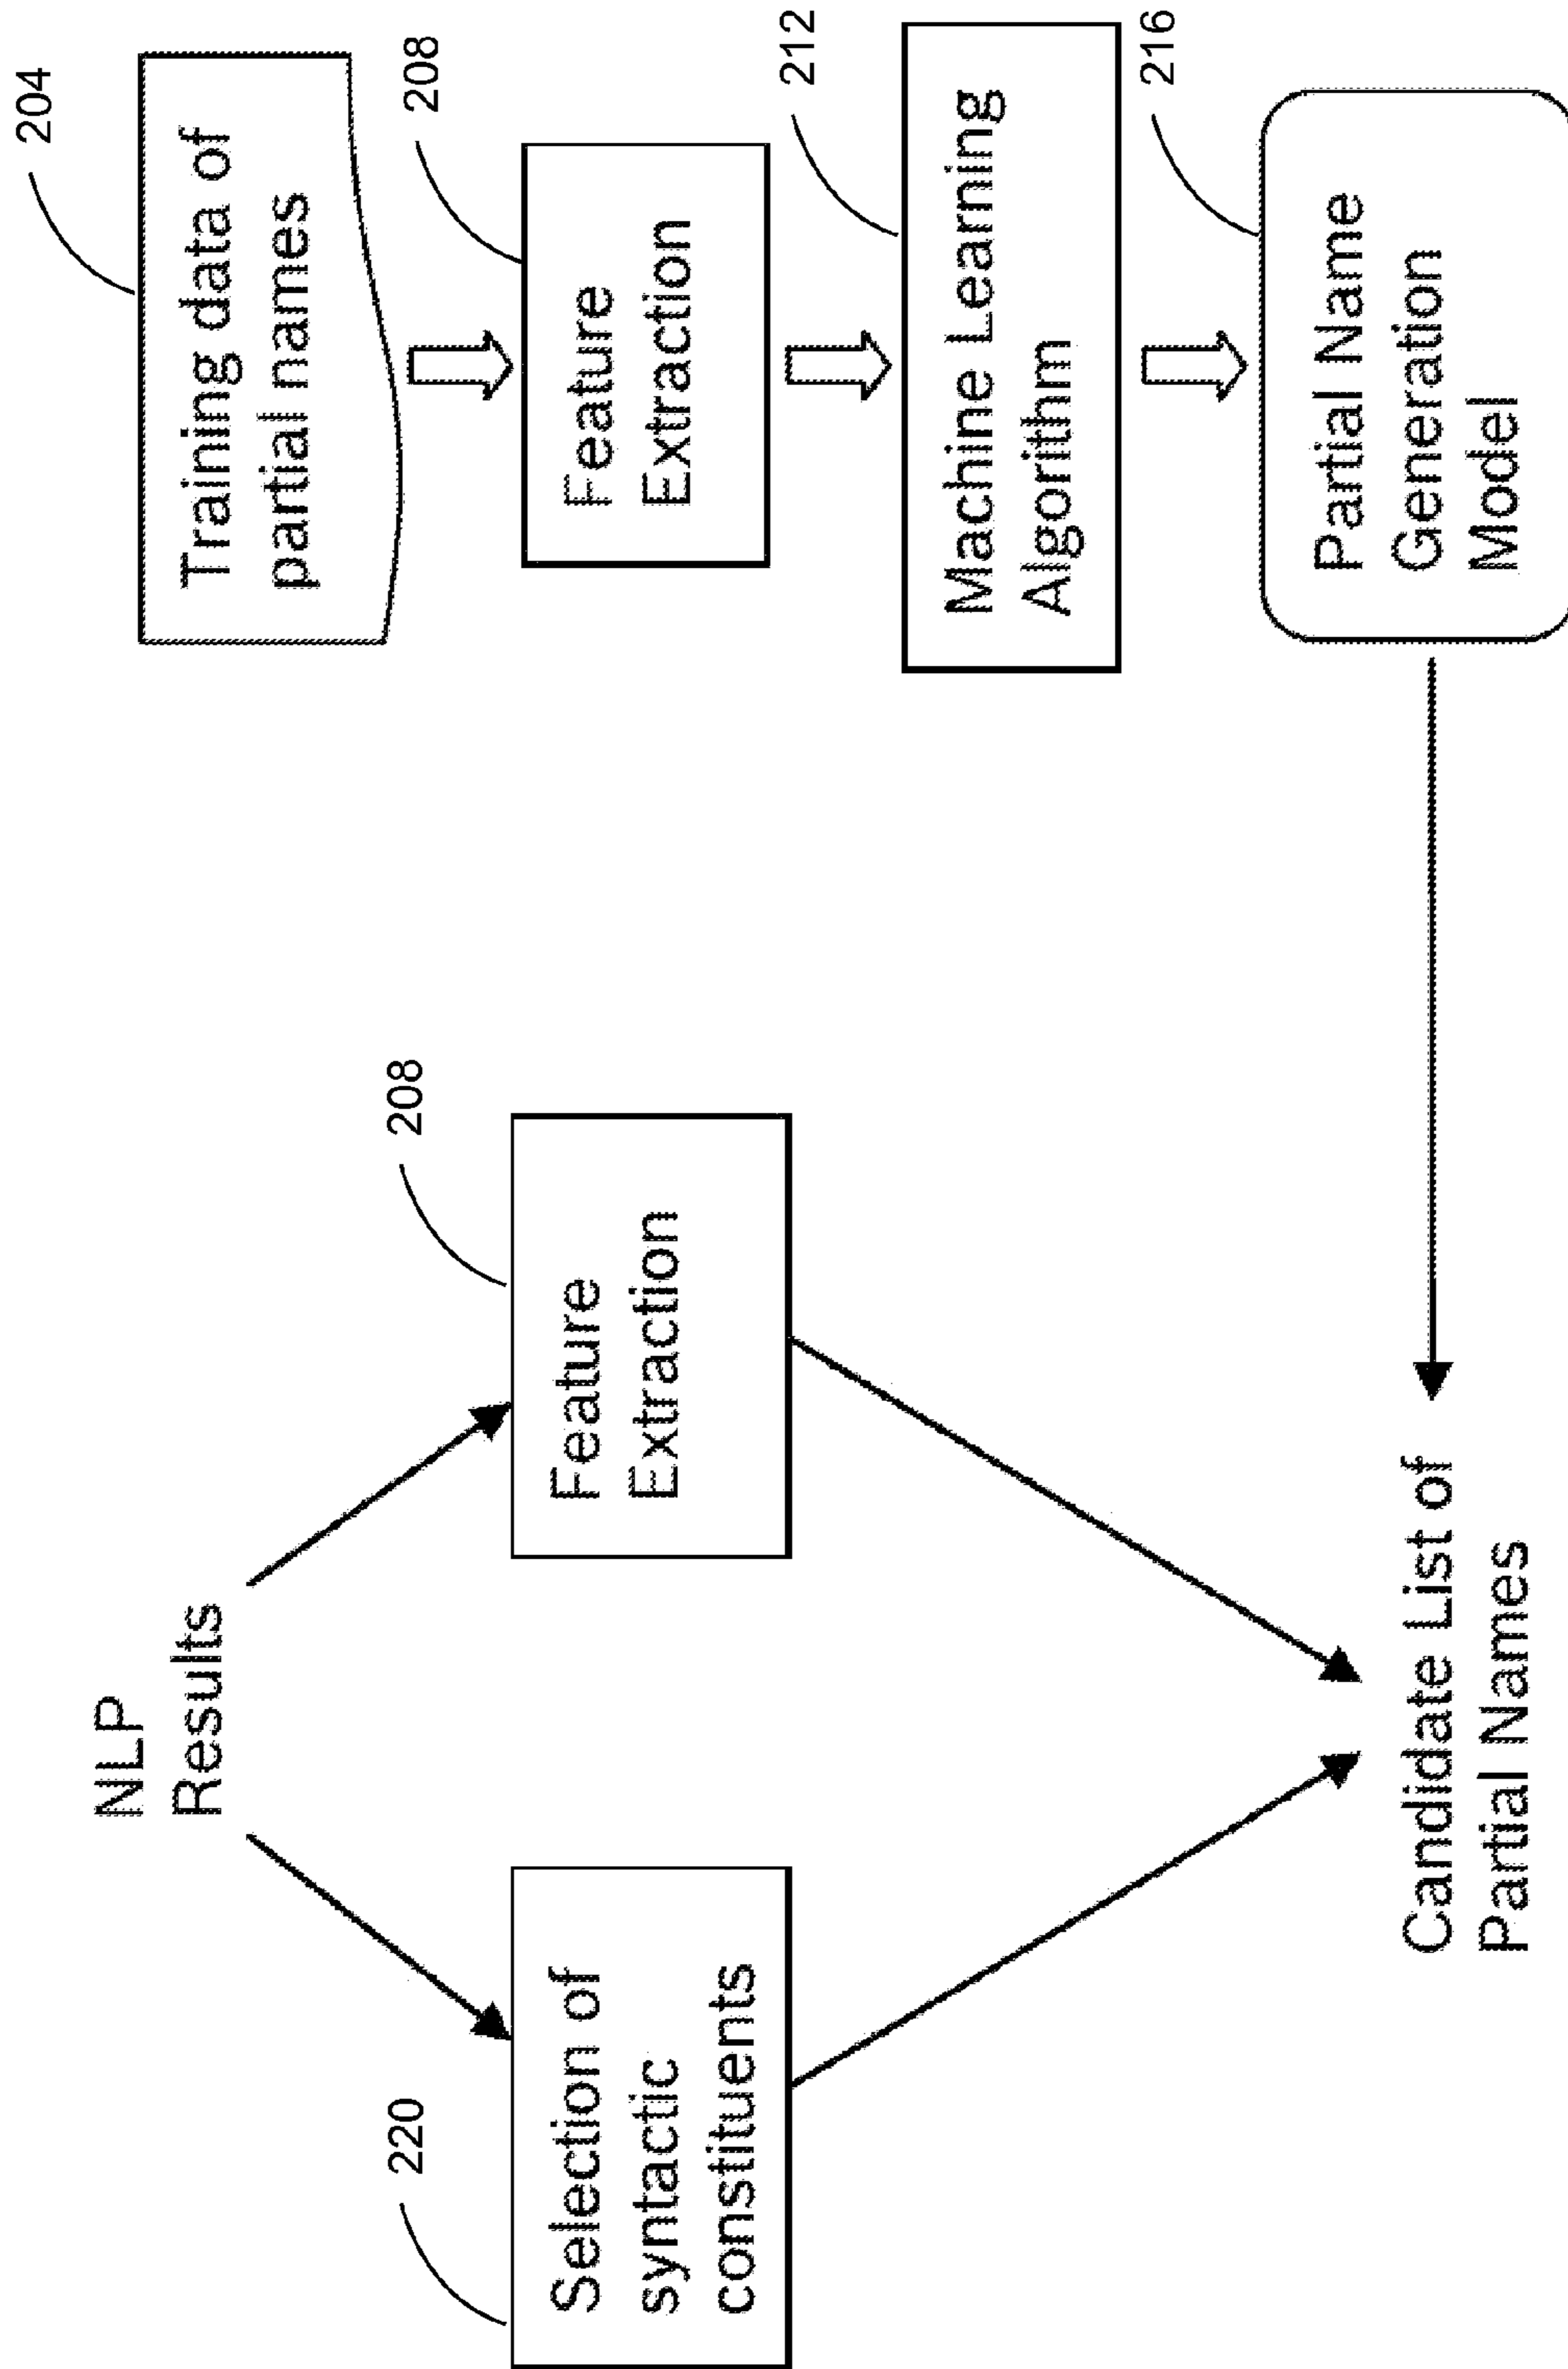 NLP
Results
220
Selection of
syntactic
constituents
208
Feature
Extraction
Candidate List of
Partial Names
204
Training data of
partial names
208
Feature
Extraction
212
Machine Learning
Algorithm
216
Partial Name
Generation
Model